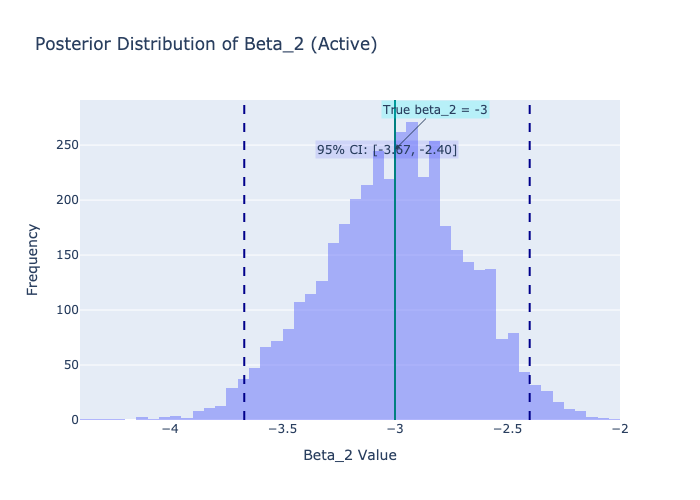 Posterior Distribution of Beta_2 (Active)
True beta_2 = -3
95% CI: [-3.67, -2.40]
250
200
150
100
50
0
Frequency
−4
−3.5
−3
−2.5
−2
Beta_2 Value